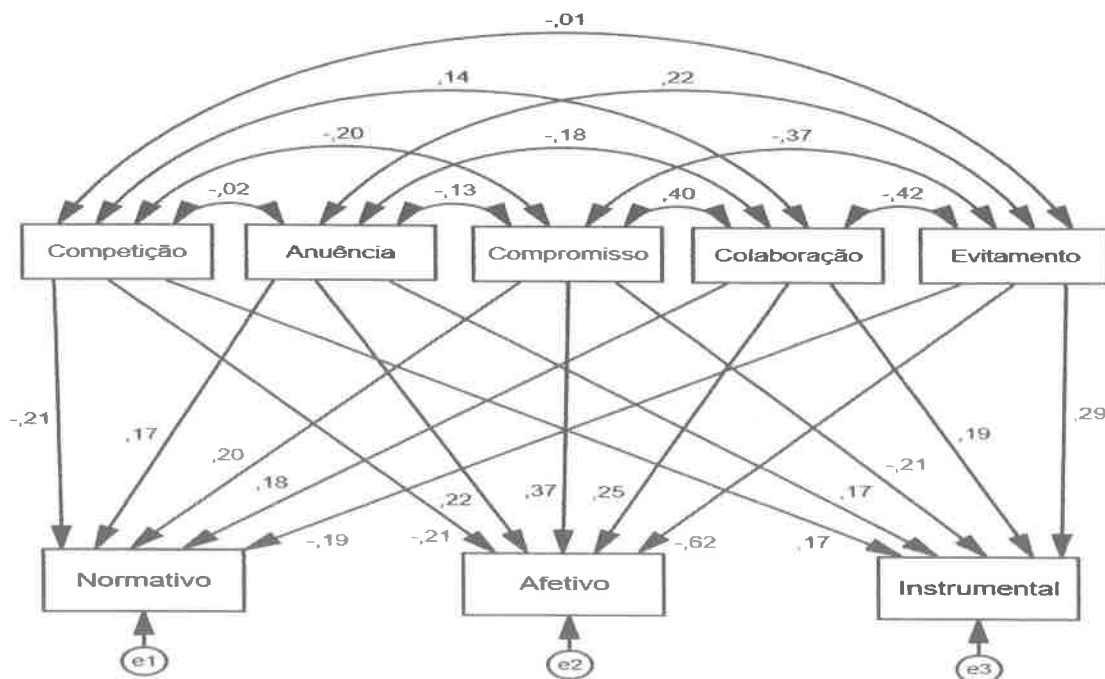 -,01
,14 ,22
-,20 -,18 -,37
-,02 -,13 ,40 -,42
Competição Anuência Compromisso Colaboração Evitamento
-,21 ,17 ,20 ,18 -,19 -,21 ,22 ,37 ,25 -,62 ,17 ,17 -,21 ,19 ,29
Normativo Afetivo Instrumental
e1 e2 e3